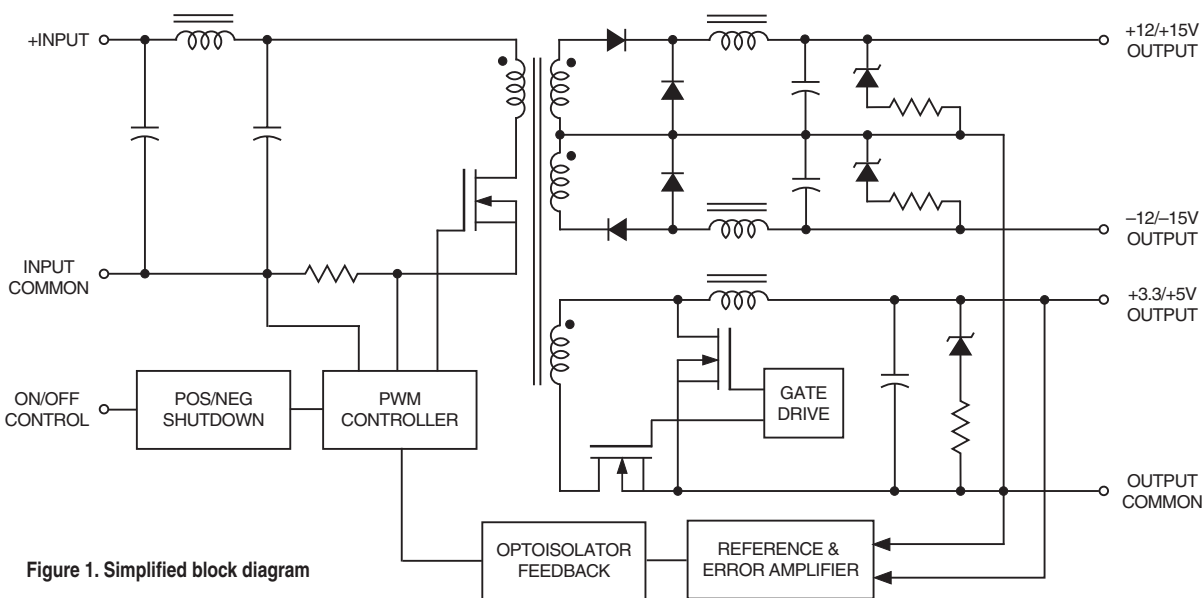 +INPUT
+12/+15V
OUTPUT
–12/–15V
OUTPUT
INPUT
COMMON
+3.3/+5V
OUTPUT
ON/OFF
CONTROL
POS/NEG
SHUTDOWN
PWM
CONTROLLER
GATE
DRIVE
OUTPUT
COMMON
OPTOISOLATOR
FEEDBACK
REFERENCE &
ERROR AMPLIFIER
Figure 1. Simplified block diagram